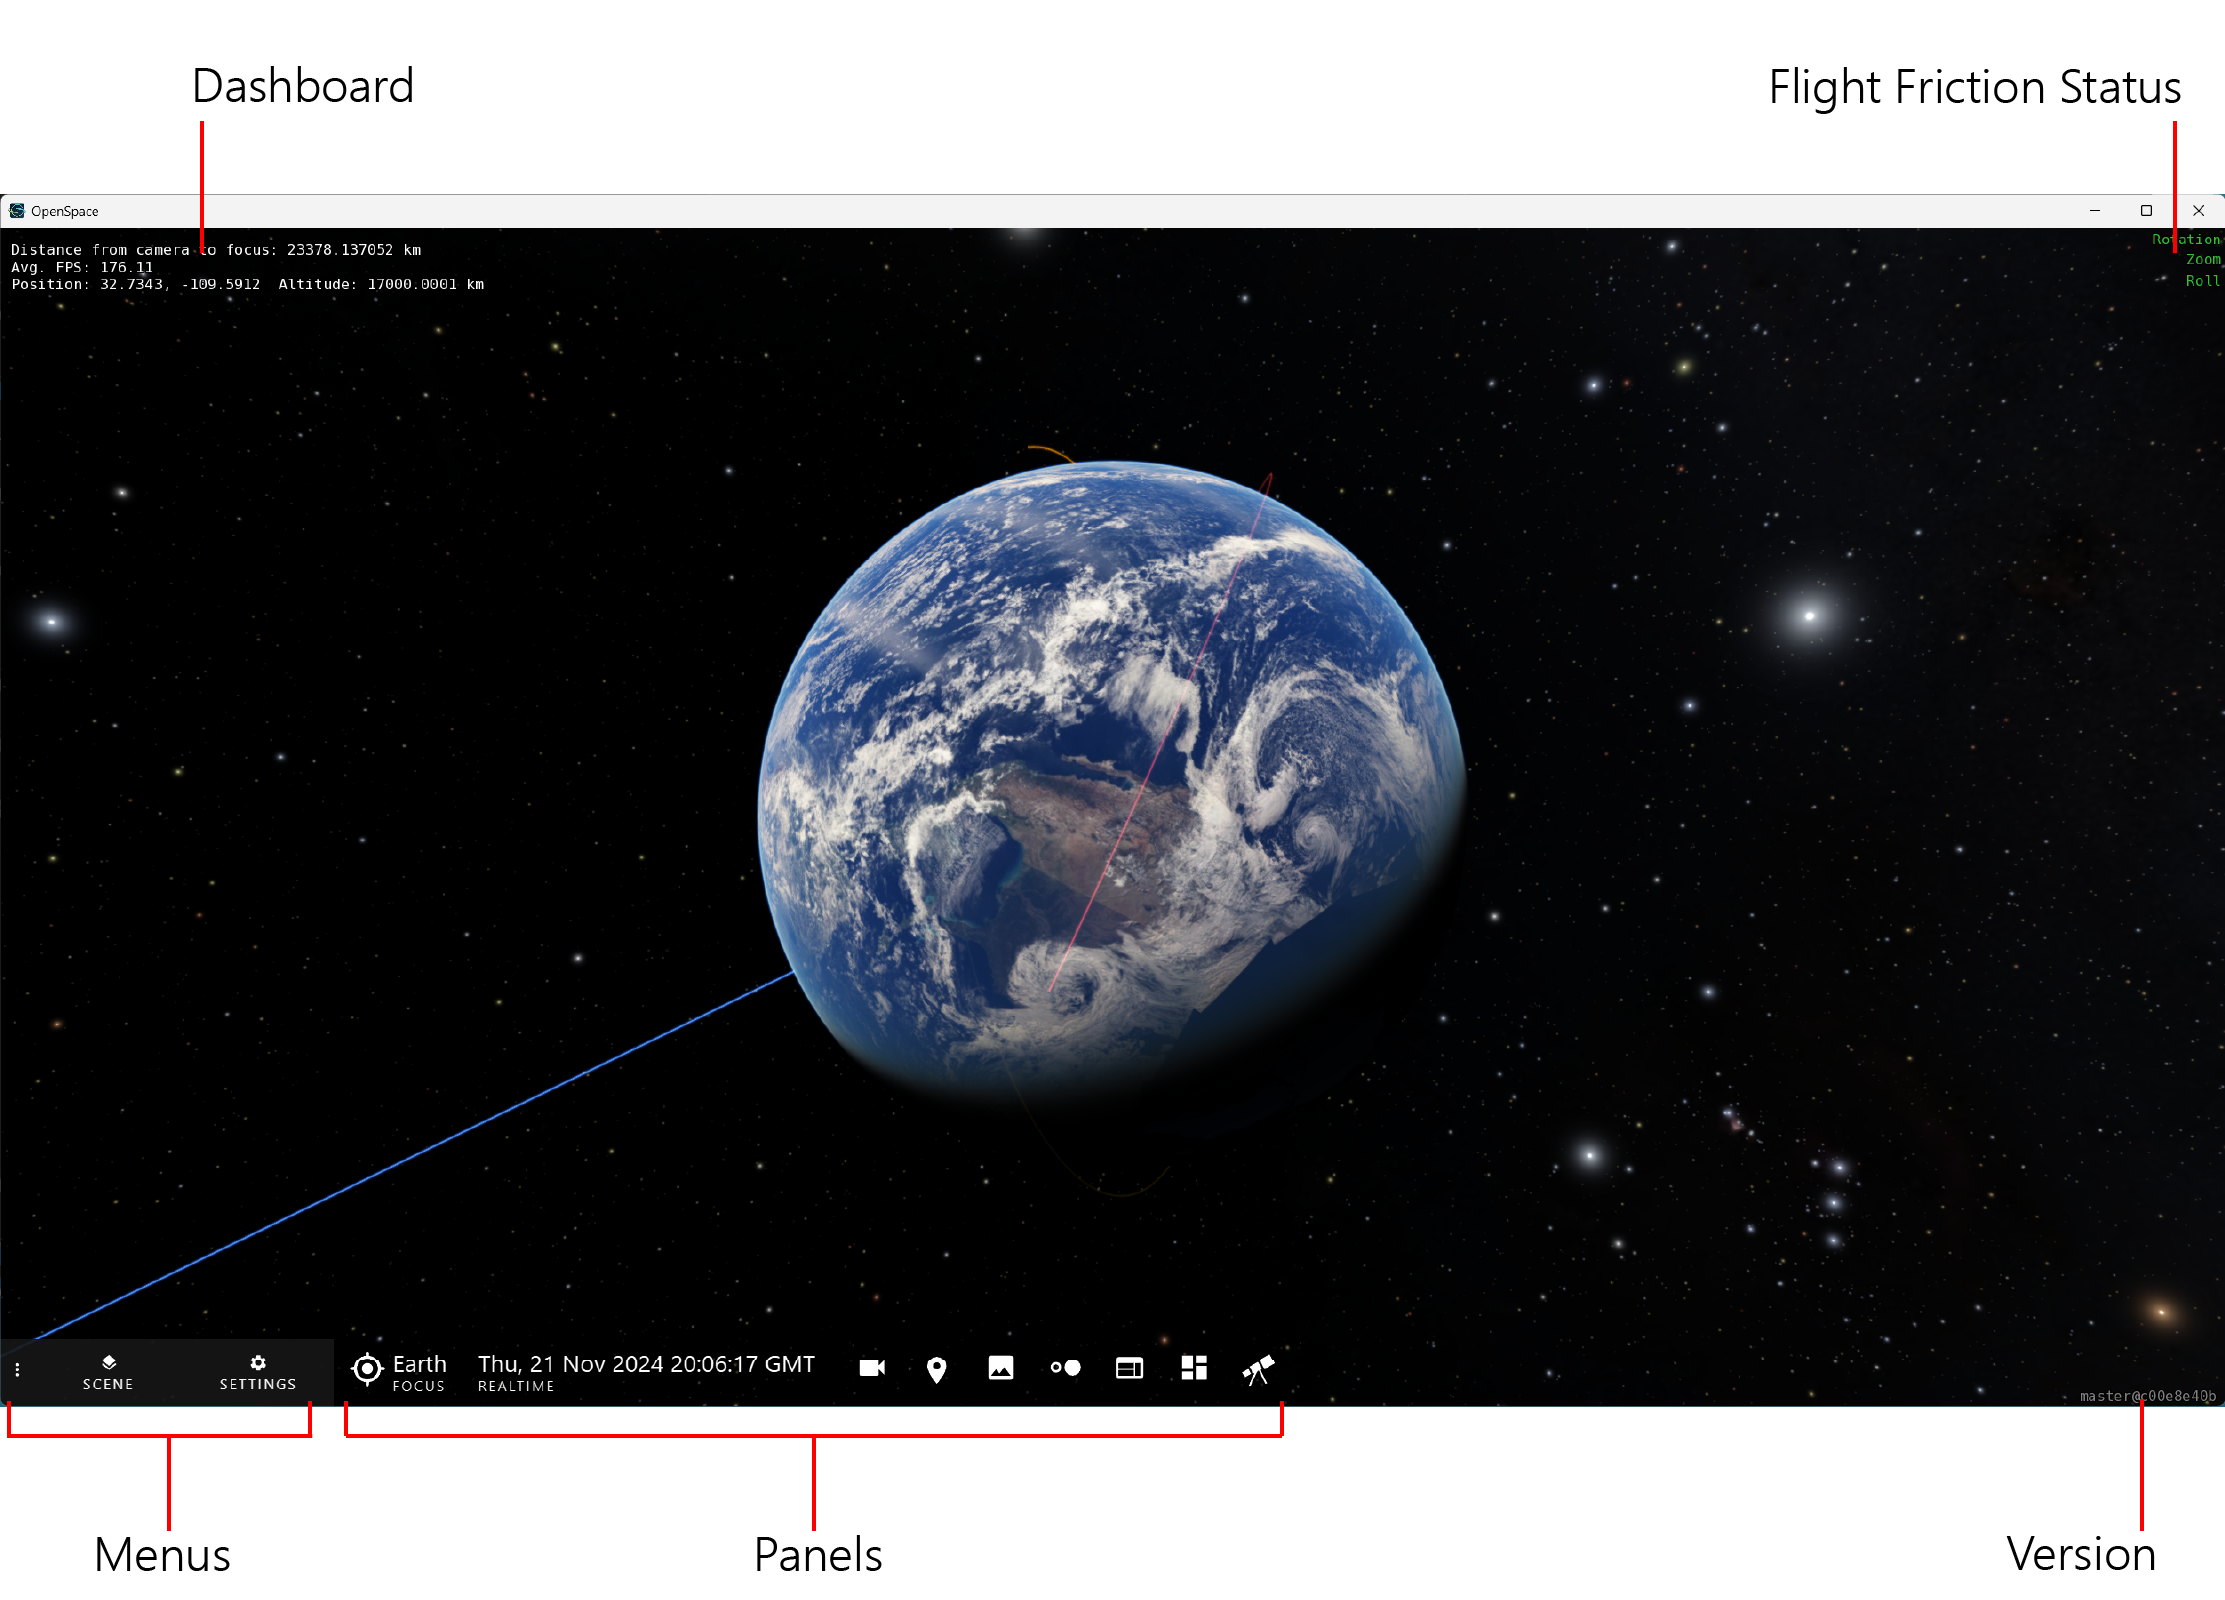 Dashboard
Flight Friction Status
OpenSpace
Distance from camera to focus: 23378.137052 km
Avg. FPS: 176.11
Position: 32.7343, -109.5912  Altitude: 17000.0001 km
Rotation
Zoom
Roll
SCENE
SETTINGS
Earth
FOCUS
Thu, 21 Nov 2024 20:06:17 GMT
REALTIME
master@c00e8e40b
Menus
Panels
Version